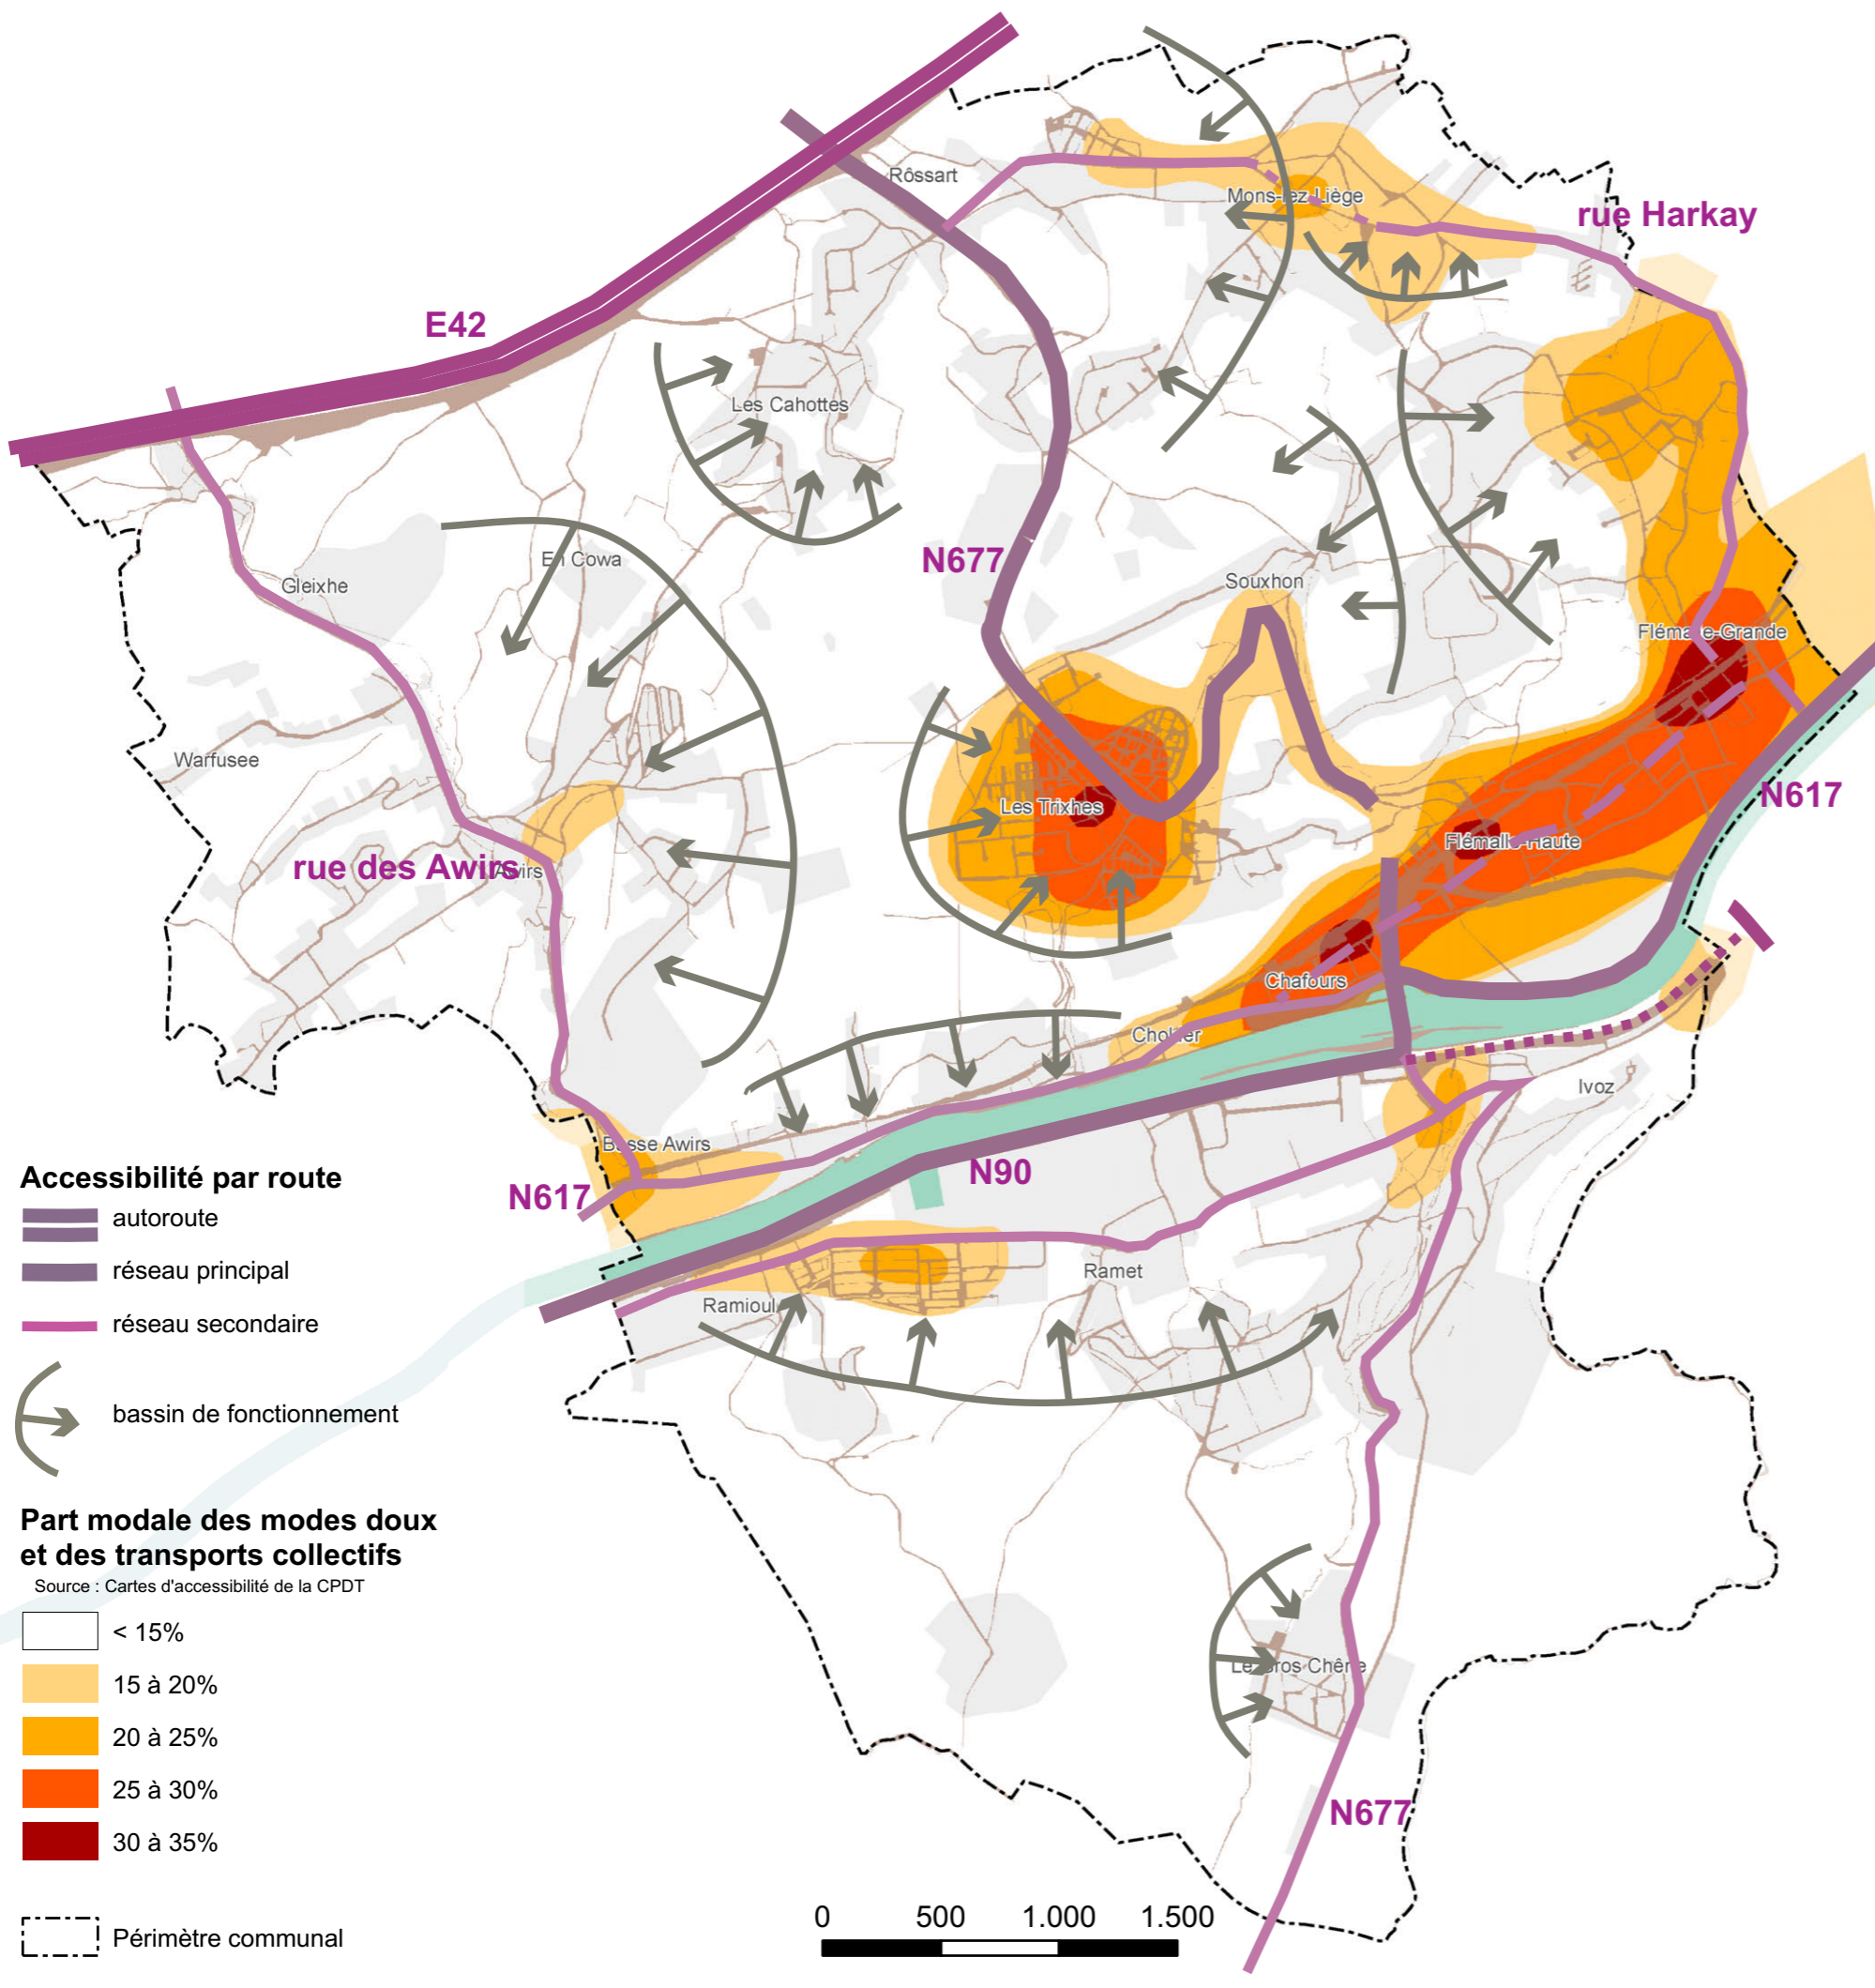 Rôssart
Mons-lez-Liège
rue Harkay
E42
Les Cahottes
N677
En Cowa
Gleixhe
Souxhon
Flémalle-Grande
Warfusee
Les Trixhes
N617
Flémalle-Haute
rue des Awirs
Awirs
Chafours
Chokier
Ivoz
Basse Awirs
N90
N617
Ramet
Ramioul
Le Gros Chêne
N677
Accessibilité par route
autoroute
réseau principal
réseau secondaire
bassin de fonctionnement
Part modale des modes doux
et des transports collectifs
Source : Cartes d'accessibilité de la CPDT
< 15%
15 à 20%
20 à 25%
25 à 30%
30 à 35%
Périmètre communal
0 500 1.000 1.500